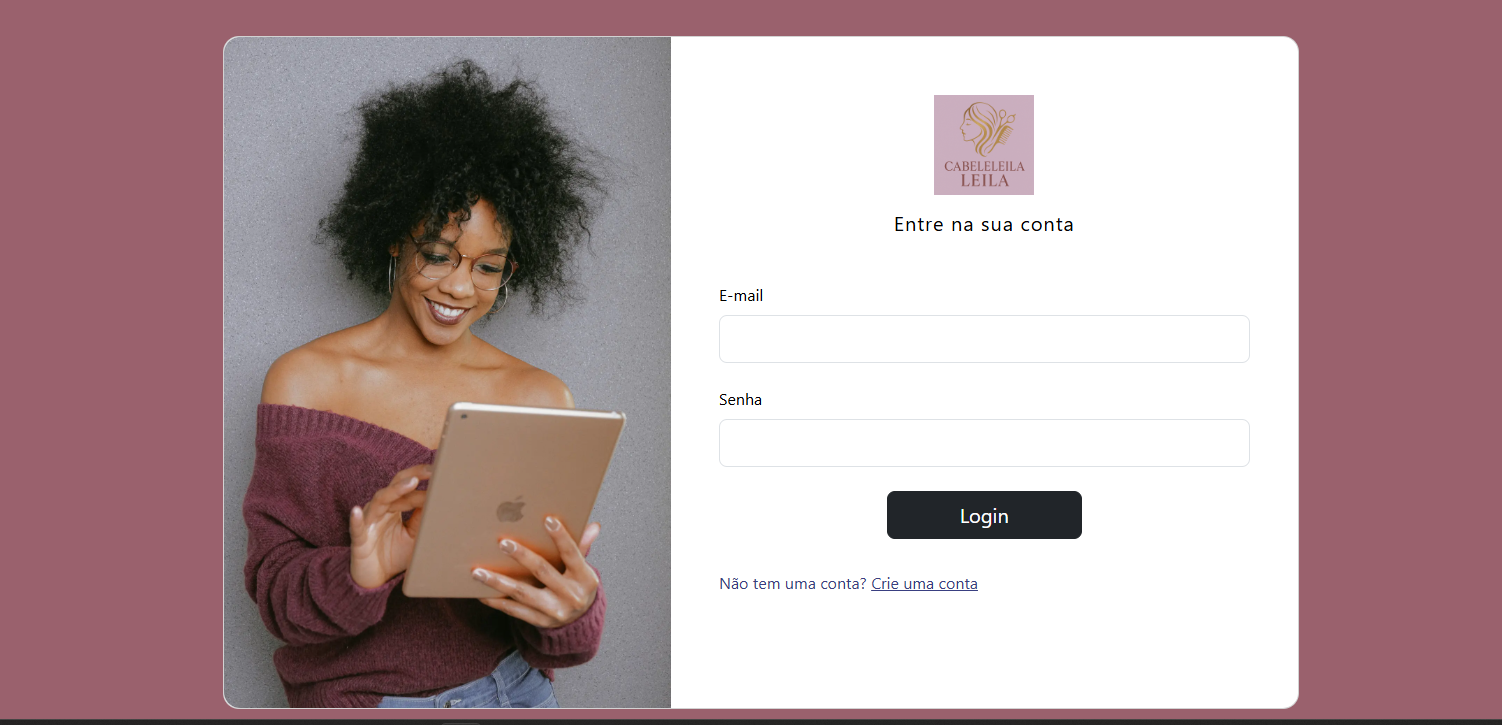 CABELELEILA
LEILA
Entre na sua conta
E-mail
Senha
Login
Não tem uma conta? Crie uma conta